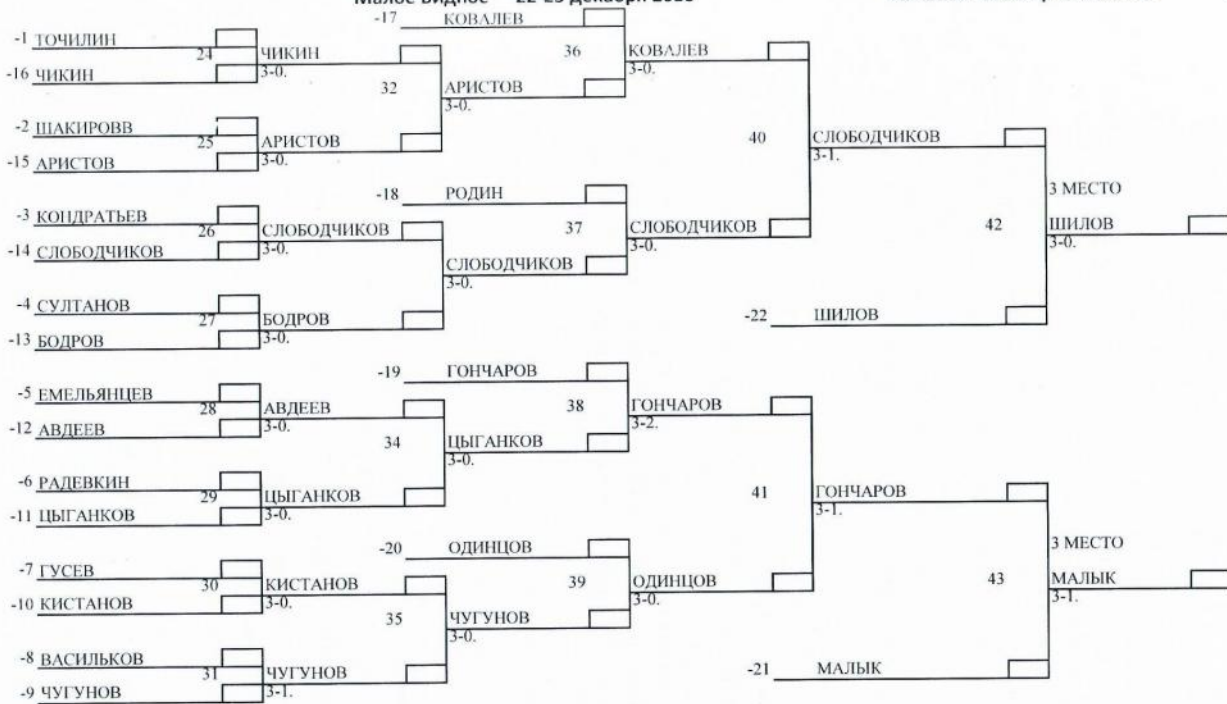 -17 КОВАЛЕВ
-1 ТОЧИЛИН
24 ЧИКИН
3-0.
-16 ЧИКИН
36 КОВАЛЕВ
3-0.
32 АРИСТОВ
3-0.
-2 ШАКИРОВВ
25 АРИСТОВ
3-0.
-15 АРИСТОВ
40 СЛОБОДЧИКОВ
3-1.
-18 РОДИН
-3 КОНДРАТЬЕВ
26 СЛОБОДЧИКОВ
3-0.
-14 СЛОБОДЧИКОВ
37 СЛОБОДЧИКОВ
3-0.
СЛОБОДЧИКОВ
3-0.
3 МЕСТО
42 ШИЛОВ
3-0.
-4 СУЛТАНОВ
27 БОДРОВ
3-0.
-13 БОДРОВ
-22 ШИЛОВ
-19 ГОНЧАРОВ
-5 ЕМЕЛЬЯНЦЕВ
28 АВДЕЕВ
3-0.
-12 АВДЕЕВ
38 ГОНЧАРОВ
3-2.
34 ЦЫГАНКОВ
3-0.
-6 РАДЕВКИН
29 ЦЫГАНКОВ
3-0.
-11 ЦЫГАНКОВ
41 ГОНЧАРОВ
3-1.
-20 ОДИНЦОВ
-7 ГУСЕВ
30 КИСТАНОВ
3-0.
-10 КИСТАНОВ
39 ОДИНЦОВ
3-0.
35 ЧУГУНОВ
3-0.
3 МЕСТО
43 МАЛЫК
3-1.
-8 ВАСИЛЬКОВ
31 ЧУГУНОВ
3-1.
-9 ЧУГУНОВ
-21 МАЛЫК